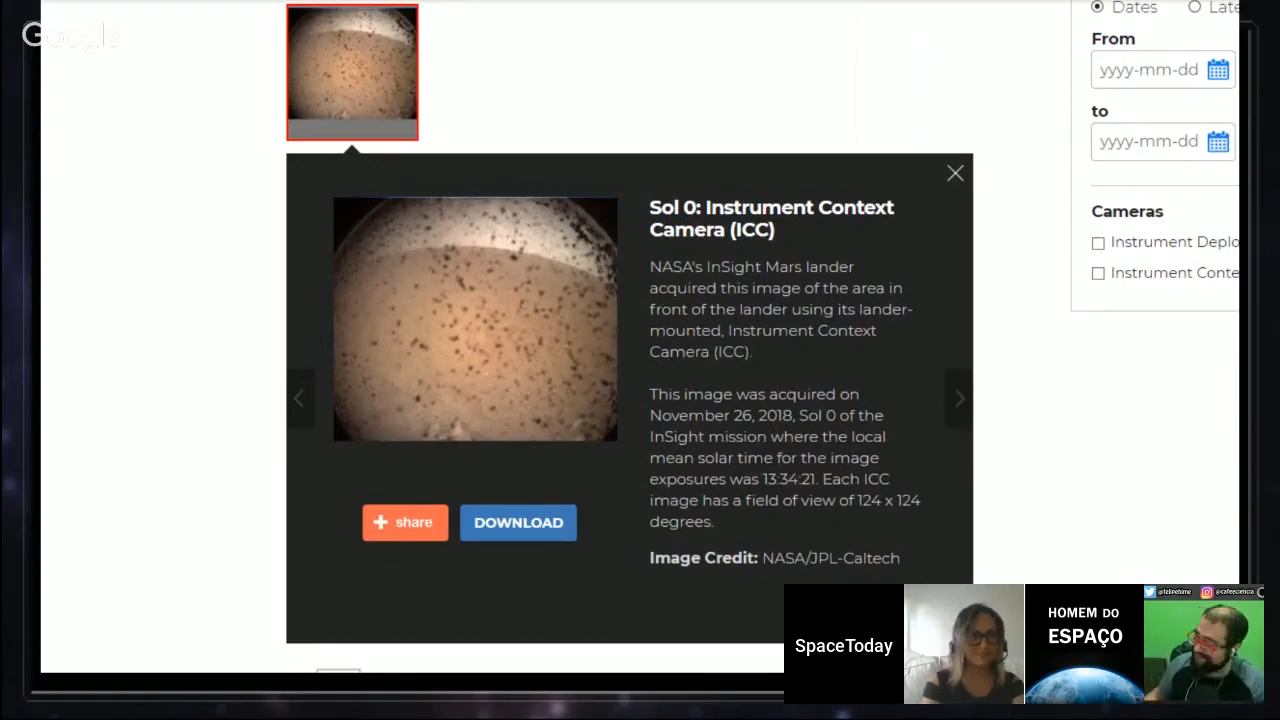 Google
Dates
Late
From
yyyy-mm-dd
to
yyyy-mm-dd
Cameras
Instrument Deplo
Instrument Conte
Sol 0: Instrument Context
Camera (ICC)
NASA's InSight Mars lander
acquired this image of the area in
front of the lander using its lander-
mounted, Instrument Context
Camera (ICC).
This image was acquired on
November 26, 2018, Sol 0 of the
InSight mission where the local
mean solar time for the image
exposures was 13:34:21. Each ICC
image has a field of view of 124 x 124
degrees.
Image Credit: NASA/JPL-Caltech
+ share
DOWNLOAD
SpaceToday
HOMEM DO
ESPAÇO
@felipehime
@cafeeciencia